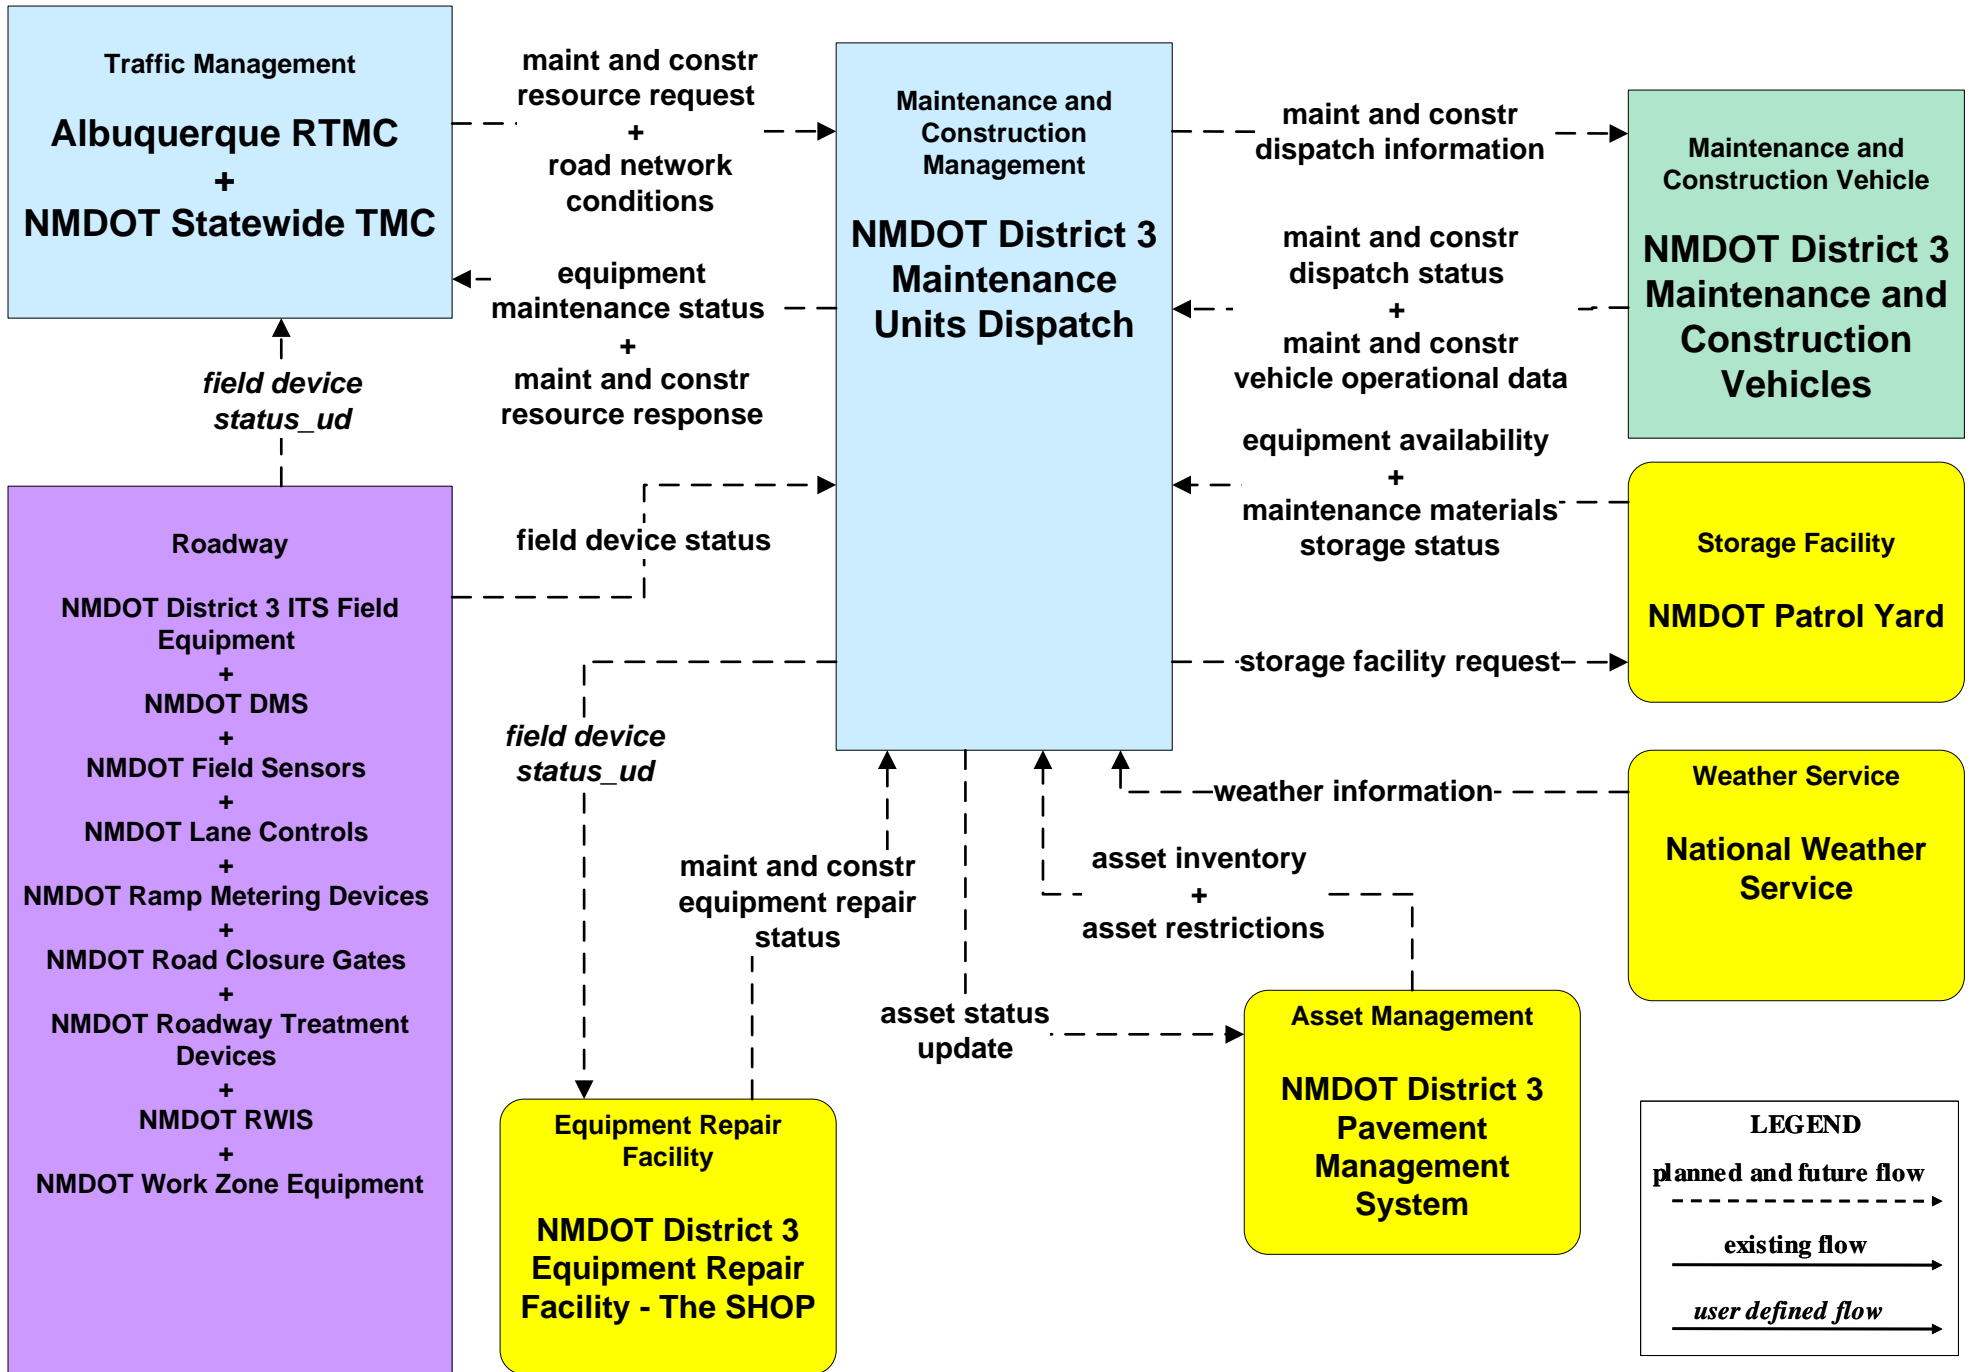 Traffic Management
Albuquerque RTMC
+
NMDOT Statewide TMC
maint and constr
resource request
+
road network
conditions
equipment
maintenance status
+
maint and constr
resource response
Maintenance and
Construction
Management
NMDOT District 3
Maintenance
Units Dispatch
maint and constr
dispatch information
maint and constr
dispatch status
+
maint and constr
vehicle operational data
Maintenance and
Construction Vehicle
NMDOT District 3
Maintenance and
Construction
Vehicles
field device
status_ud
equipment availability
+
maintenance materials
storage status
Storage Facility
NMDOT Patrol Yard
storage facility request
Roadway
NMDOT District 3 ITS Field
Equipment
+
NMDOT DMS
+
NMDOT Field Sensors
+
NMDOT Lane Controls
+
NMDOT Ramp Metering Devices
+
NMDOT Road Closure Gates
+
NMDOT Roadway Treatment
Devices
+
NMDOT RWIS
+
NMDOT Work Zone Equipment
field device status
field device
status_ud
maint and constr
equipment repair
status
weather information
Weather Service
National Weather
Service
asset inventory
+
asset restrictions
asset status
update
Asset Management
NMDOT District 3
Pavement
Management
System
Equipment Repair
Facility
NMDOT District 3
Equipment Repair
Facility - The SHOP
LEGEND
planned and future flow
existing flow
user defined flow